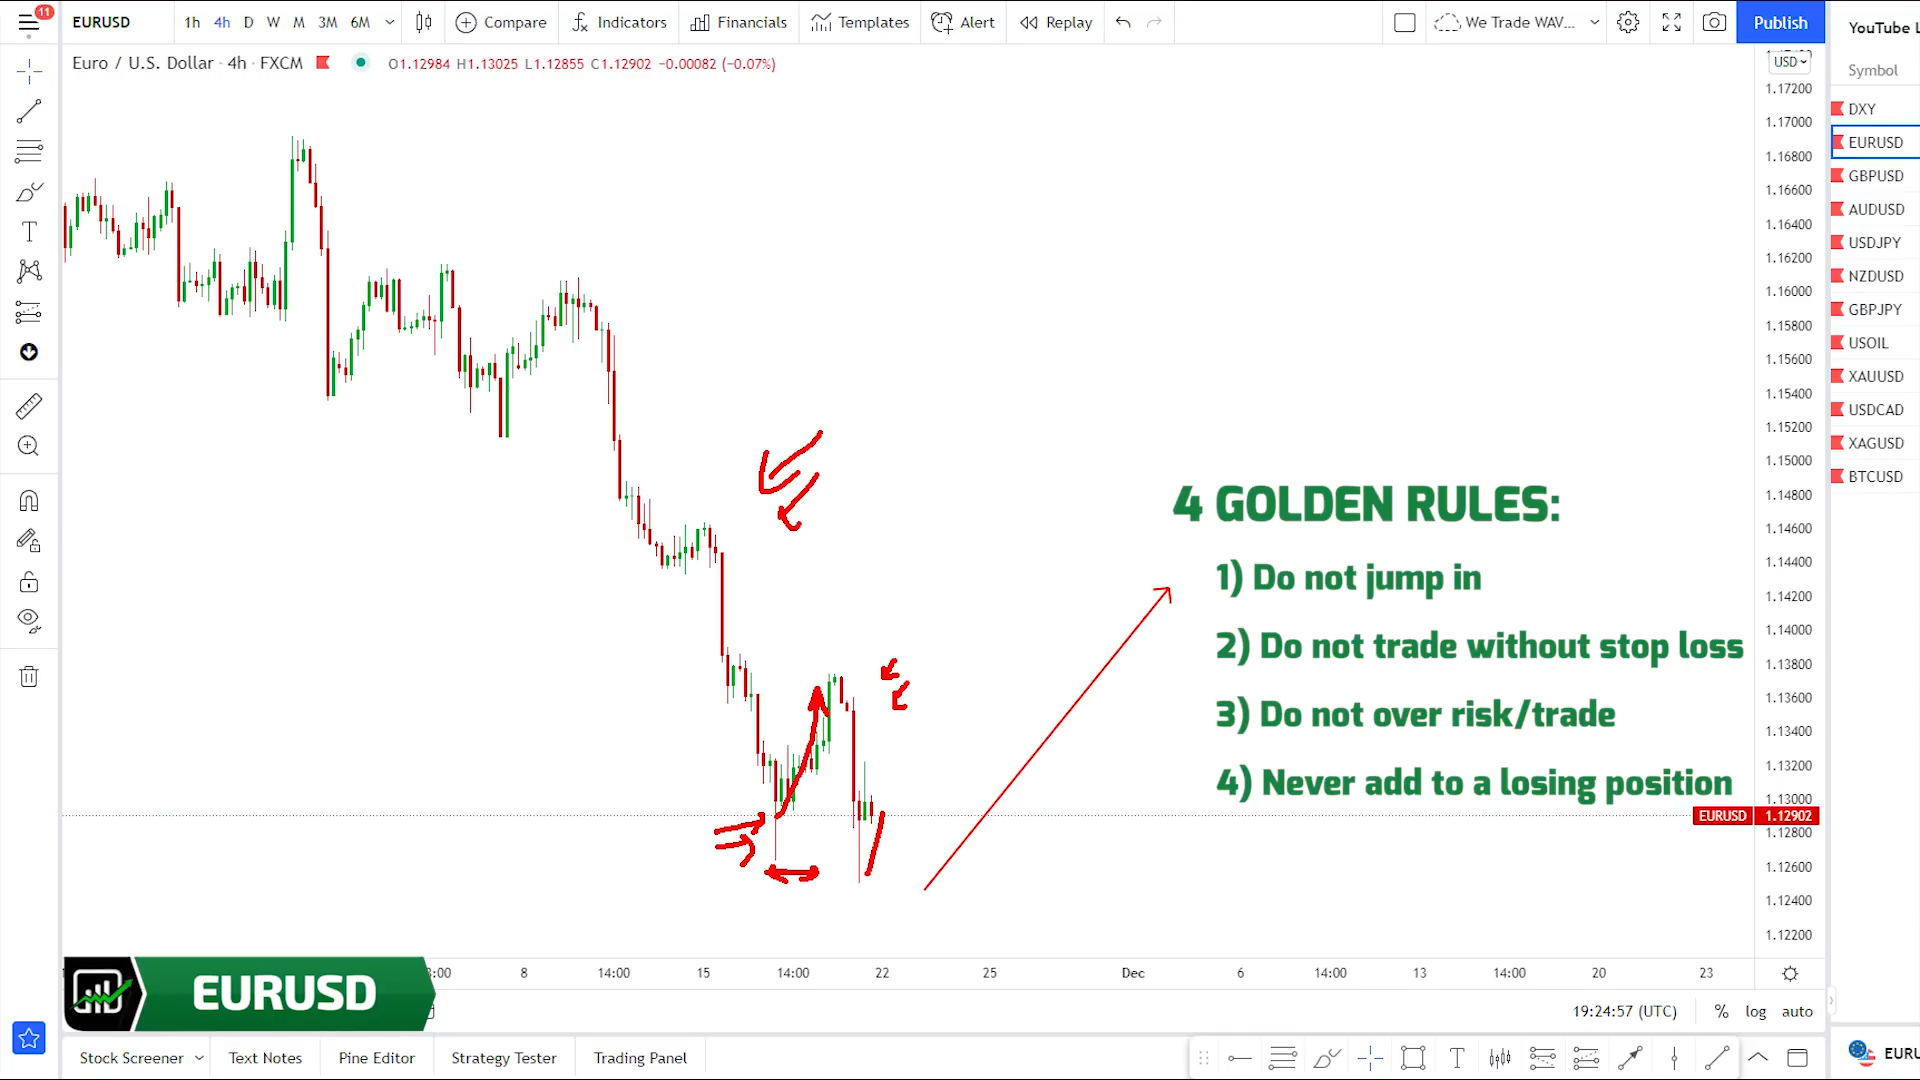 11
EURUSD 1h 4h D W M 3M 6M Compare Indicators Financials Templates Alert Replay We Trade WAV... Publish
YouTube L
Euro / U.S. Dollar · 4h · FXCM O1.12984 H1.13025 L1.12855 C1.12902 −0.00082 (−0.07%)
USD
Symbol
1.17200
1.17000
1.16800
1.16600
1.16400
1.16200
1.16000
1.15800
1.15600
1.15400
1.15200
1.15000
1.14800
1.14600
1.14400
1.14200
1.14000
1.13800
1.13600
1.13400
1.13200
1.13000
EURUSD 1.12902
1.12800
1.12600
1.12400
1.12200
DXY
EURUSD
GBPUSD
AUDUSD
USDJPY
NZDUSD
GBPJPY
USOIL
XAUUSD
USDCAD
XAGUSD
BTCUSD
4 GOLDEN RULES:
1) Do not jump in
2) Do not trade without stop loss
3) Do not over risk/trade
4) Never add to a losing position
:00 8 14:00 15 14:00 22 25 Dec 6 14:00 13 14:00 20 23
EURUSD
19:24:57 (UTC) % log auto
Stock Screener Text Notes Pine Editor Strategy Tester Trading Panel
EURU